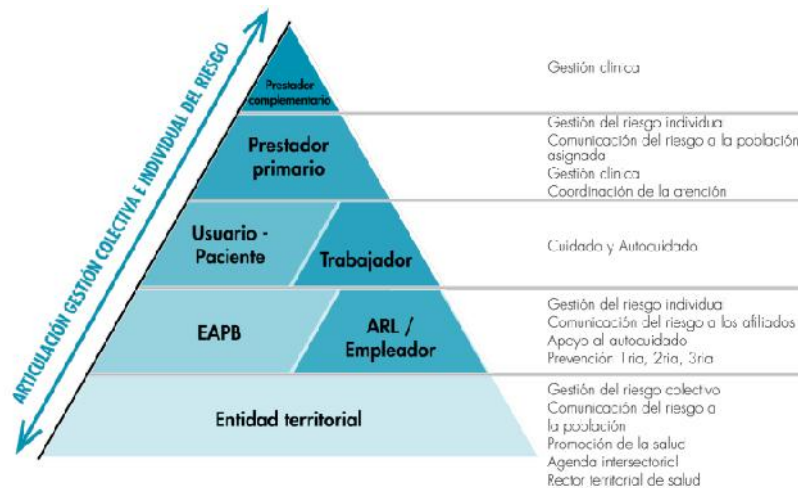 ARTICULACIÓN GESTIÓN COLECTIVA E INDIVIDUAL DEL RIESGO
Prestador
complementario
Gestión clínica
Prestador
primario
Gestión del riesgo individual
Comunicación del riesgo a la población
asignada
Gestión clínica
Coordinación de la atención
Usuario -
Paciente
Trabajador
Cuidado y Autocuidado
EAPB
ARL /
Empleador
Gestión del riesgo individual
Comunicación del riesgo a los afiliados
Apoyo al autocuidado
Prevención 1ria, 2ria, 3ria
Entidad territorial
Gestión del riesgo colectivo
Comunicación del riesgo a
la población
Promoción de la salud
Agenda intersectorial
Rector territorial de salud